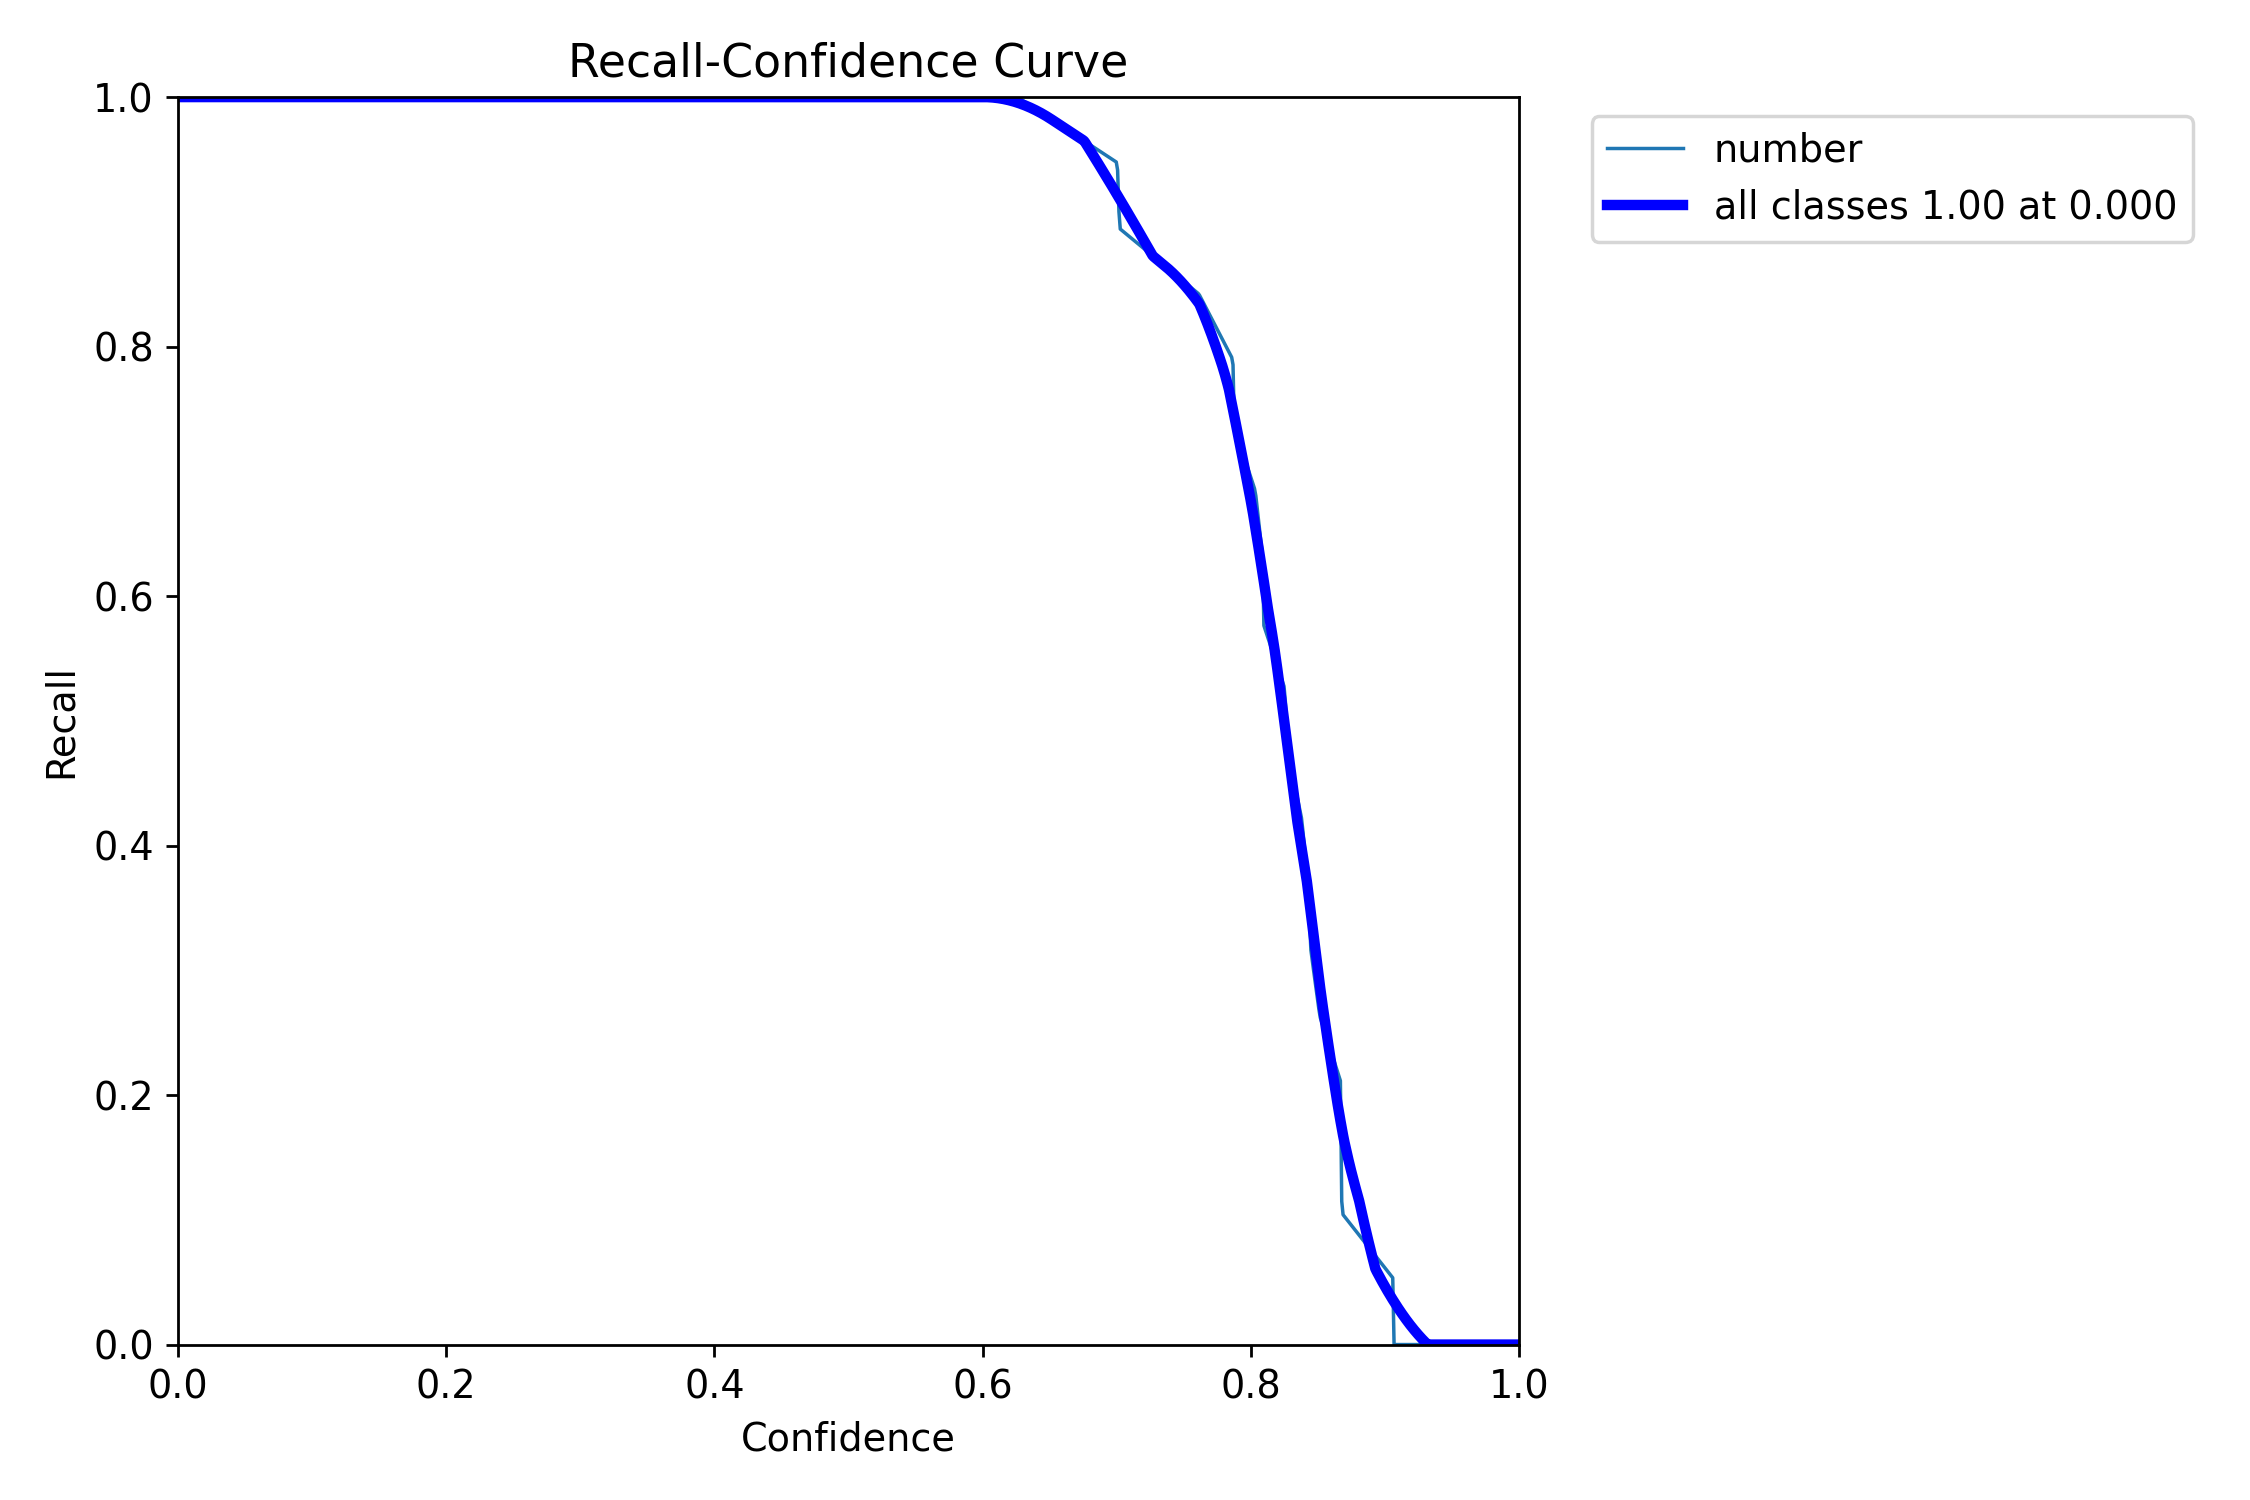 Recall-Confidence Curve
1.0
0.8
0.6
0.4
0.2
0.0
Recall
0.0 0.2 0.4 0.6 0.8 1.0
Confidence
number
all classes 1.00 at 0.000